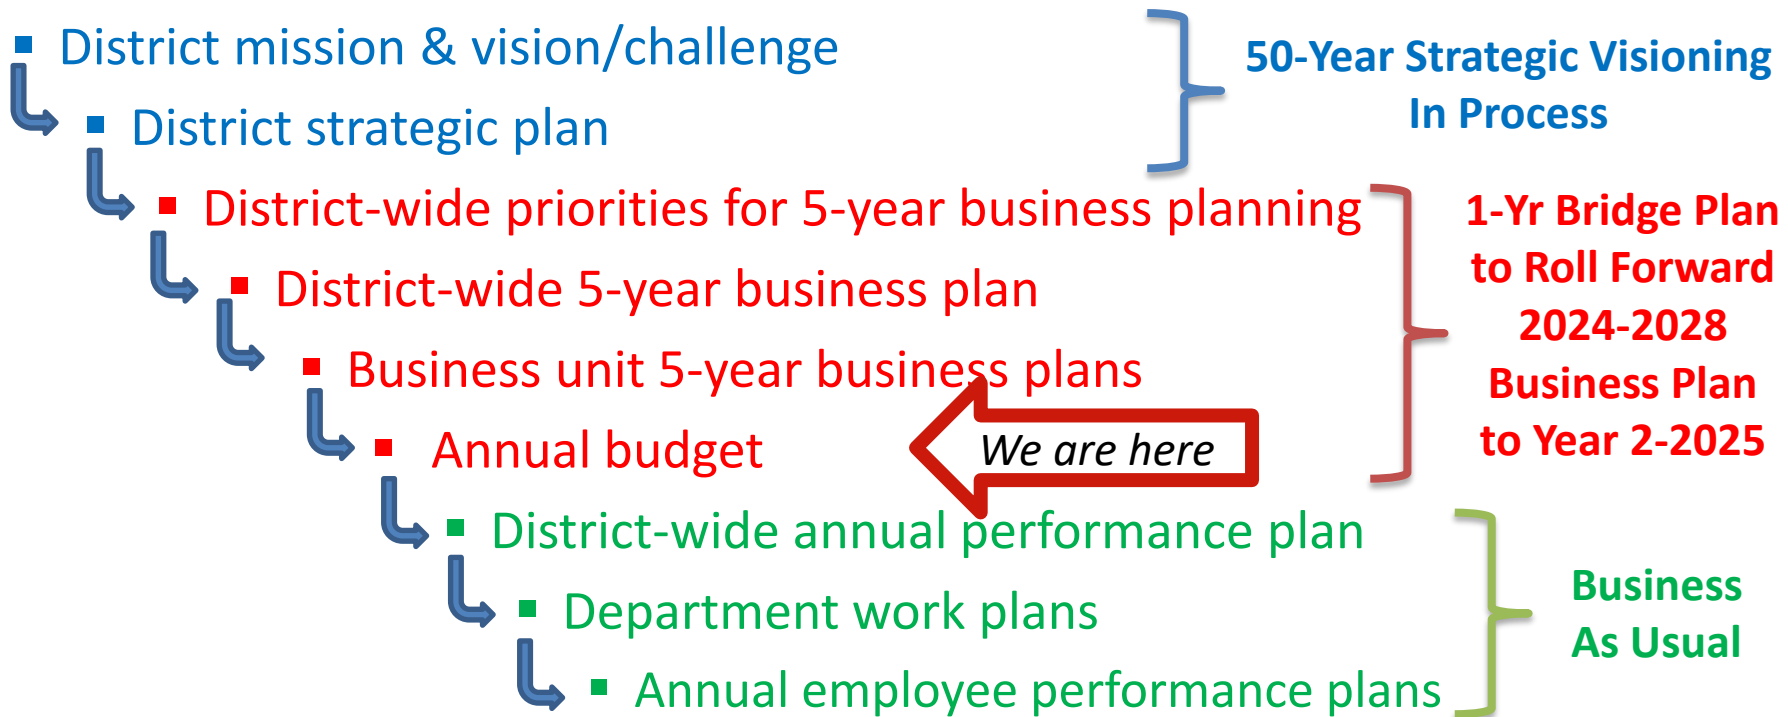 District mission & vision/challenge
50-Year Strategic Visioning
In Process
District strategic plan
District-wide priorities for 5-year business planning
1-Yr Bridge Plan
to Roll Forward
2024-2028
Business Plan
to Year 2-2025
District-wide 5-year business plan
Business unit 5-year business plans
Annual budget
We are here
District-wide annual performance plan
Business
As Usual
Department work plans
Annual employee performance plans